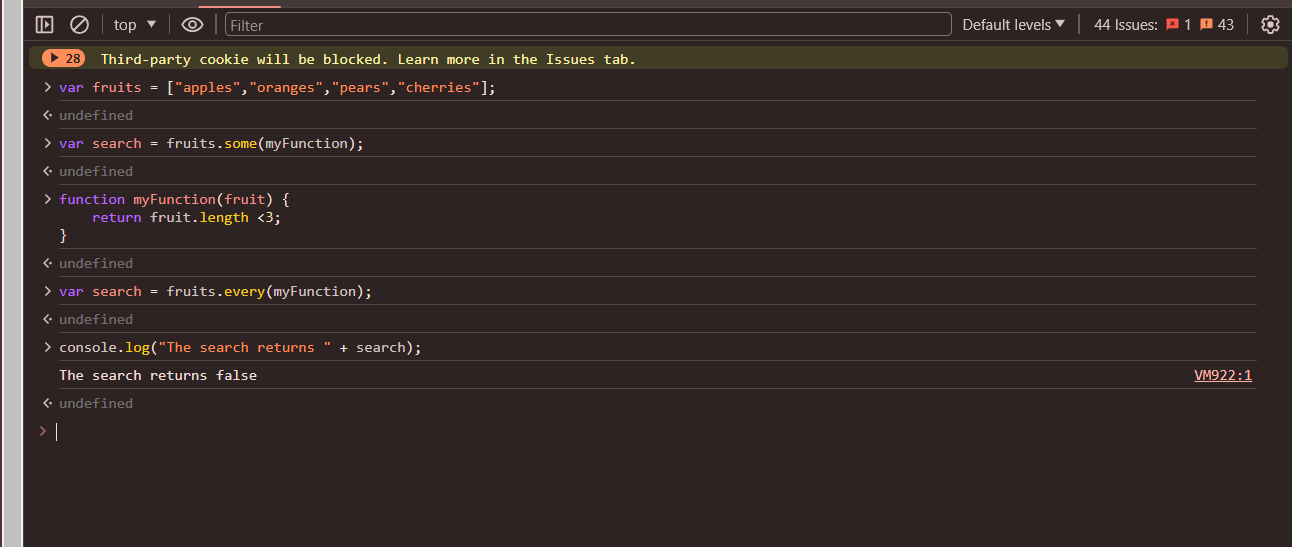 top Filter Default levels 44 Issues: 1 43
28 Third-party cookie will be blocked. Learn more in the Issues tab.
var fruits = ["apples","oranges","pears","cherries"];
undefined
var search = fruits.some(myFunction);
undefined
function myFunction(fruit) {
return fruit.length <3;
}
undefined
var search = fruits.every(myFunction);
undefined
console.log("The search returns " + search);
The search returns false VM922:1
undefined